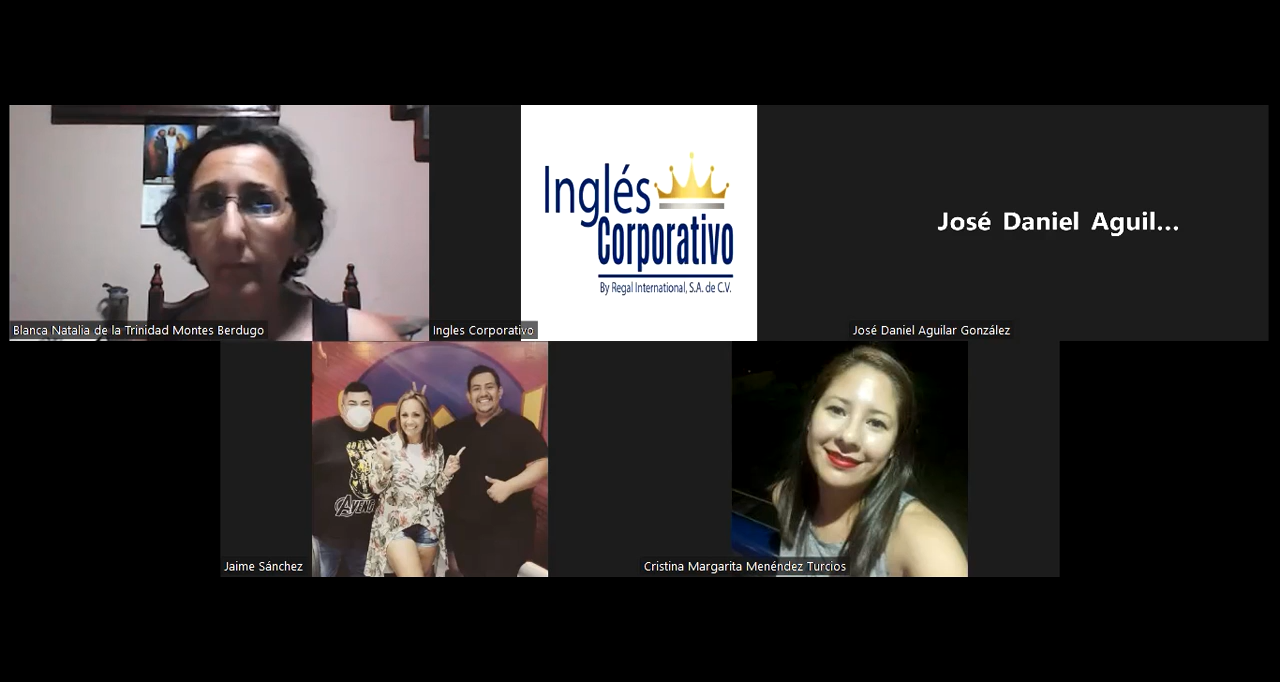 Inglés
Corporativo
By Regal International, S.A. de C.V.
José Daniel Aguil...
Blanca Natalia de la Trinidad Montes Berdugo
Ingles Corporativo
José Daniel Aguilar González
AVENG
Jaime Sánchez
Cristina Margarita Menéndez Turcios